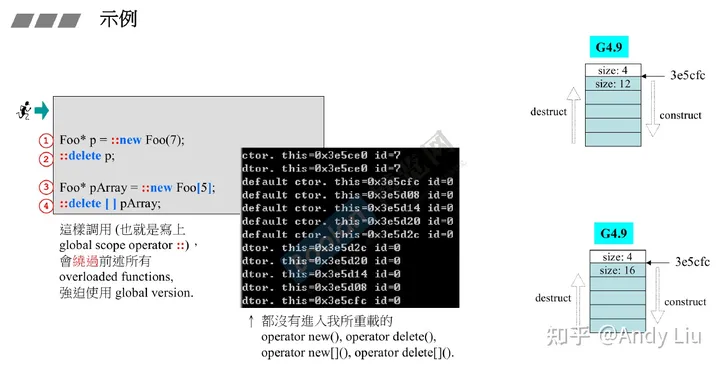 示例
① Foo* p = ::new Foo(7);
② ::delete p;
③ Foo* pArray = ::new Foo[5];
④ ::delete [ ] pArray;
這樣調用 (也就是寫上
global scope operator ::)，
會繞過前述所有
overloaded functions,
強迫使用 global version.
ctor. this=0x3e5ce0 id=7
dtor. this=0x3e5ce0 id=7
default ctor. this=0x3e5cfc id=0
default ctor. this=0x3e5d08 id=0
default ctor. this=0x3e5d14 id=0
default ctor. this=0x3e5d20 id=0
default ctor. this=0x3e5d2c id=0
dtor. this=0x3e5d2c id=0
dtor. this=0x3e5d20 id=0
dtor. this=0x3e5d14 id=0
dtor. this=0x3e5d08 id=0
dtor. this=0x3e5cfc id=0
↑ 都沒有進入我所重載的
operator new(), operator delete(),
operator new[](), operator delete[]().
G4.9
size: 4
3e5cfc
size: 12
destruct
construct
G4.9
size: 4
3e5cfc
size: 16
destruct
construct
知乎 @Andy Liu